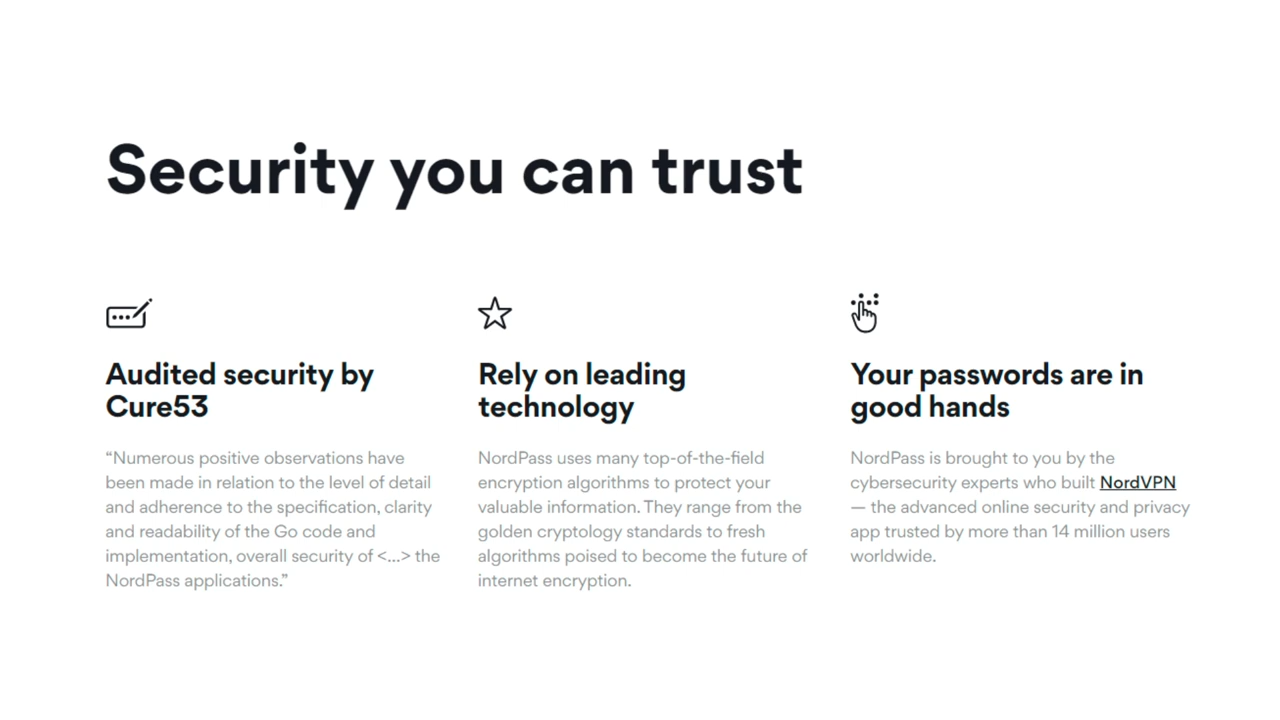 Security you can trust
Audited security by
Cure53
“Numerous positive observations have
been made in relation to the level of detail
and adherence to the specification, clarity
and readability of the Go code and
implementation, overall security of <...> the
NordPass applications.”
Rely on leading
technology
NordPass uses many top-of-the-field
encryption algorithms to protect your
valuable information. They range from the
golden cryptology standards to fresh
algorithms poised to become the future of
internet encryption.
Your passwords are in
good hands
NordPass is brought to you by the
cybersecurity experts who built NordVPN
— the advanced online security and privacy
app trusted by more than 14 million users
worldwide.